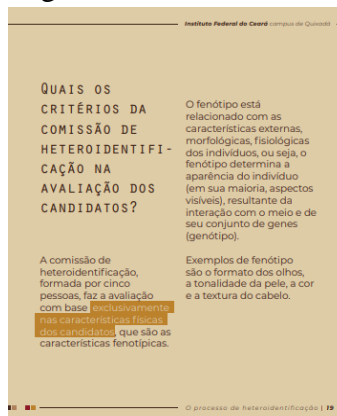 Instituto Federal do Ceará campus de Quixadá
QUAIS OS
CRITÉRIOS DA
COMISSÃO DE
HETEROIDENTIFI-
CAÇÃO NA
AVALIAÇÃO DOS
CANDIDATOS?
A comissão de
heteroidentificação,
formada por cinco
pessoas, faz a avaliação
com base exclusivamente
nas características físicas
dos candidatos, que são as
características fenotípicas.
O fenótipo está
relacionado com as
características externas,
morfológicas, fisiológicas
dos indivíduos, ou seja, o
fenótipo determina a
aparência do indivíduo
(em sua maioria, aspectos
visíveis), resultante da
interação com o meio e de
seu conjunto de genes
(genótipo).
Exemplos de fenótipo
são o formato dos olhos,
a tonalidade da pele, a cor
e a textura do cabelo.
O processo de heteroidentificação | 19